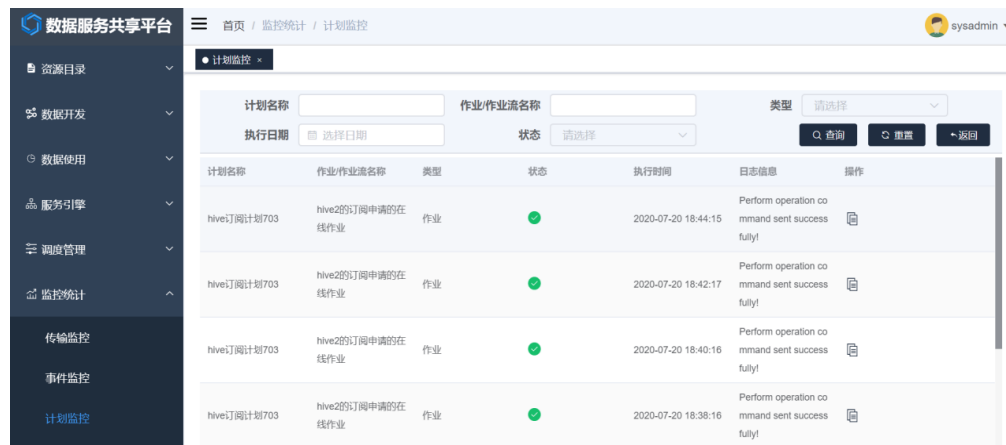 数据服务共享平台
首页 / 监控统计 / 计划监控
sysadmin
资源目录
数据开发
数据使用
服务引擎
调度管理
监控统计
传输监控
事件监控
计划监控
计划监控 ×
计划名称 作业/作业流名称 类型 请选择
执行日期 选择日期 状态 请选择 查询 重置 返回
计划名称 作业/作业流名称 类型 状态 执行时间 日志信息 操作
hive订阅计划703 hive2的订阅申请的在 作业 2020-07-20 18:44:15 Perform operation co
线作业 mmand sent success
fully!
hive订阅计划703 hive2的订阅申请的在 作业 2020-07-20 18:42:17 Perform operation co
线作业 mmand sent success
fully!
hive订阅计划703 hive2的订阅申请的在 作业 2020-07-20 18:40:16 Perform operation co
线作业 mmand sent success
fully!
hive订阅计划703 hive2的订阅申请的在 作业 2020-07-20 18:38:16 Perform operation co
线作业 mmand sent success
fully!